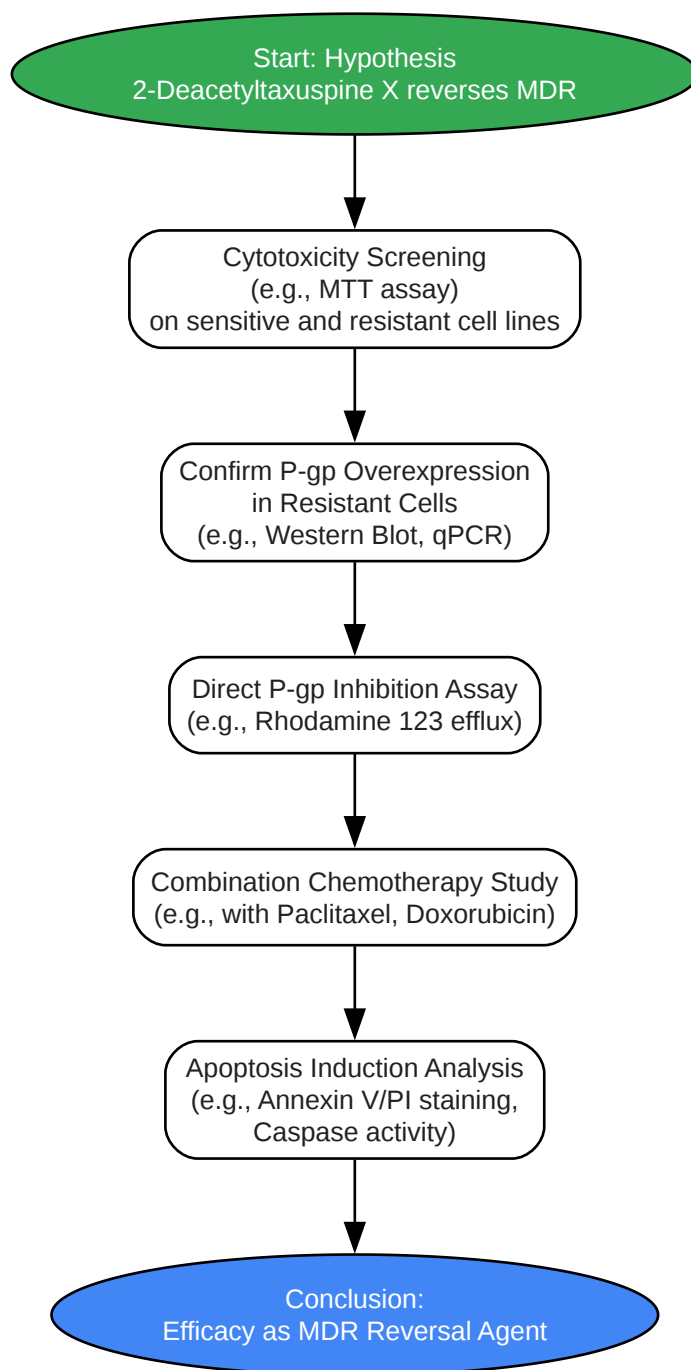 Start: Hypothesis
2-Deacetyltaxuspine X reverses MDR
Cytotoxicity Screening
(e.g., MTT assay)
on sensitive and resistant cell lines
Confirm P-gp Overexpression
in Resistant Cells
(e.g., Western Blot, qPCR)
Direct P-gp Inhibition Assay
(e.g., Rhodamine 123 efflux)
Combination Chemotherapy Study
(e.g., with Paclitaxel, Doxorubicin)
Apoptosis Induction Analysis
(e.g., Annexin V/PI staining,
Caspase activity)
Conclusion:
Efficacy as MDR Reversal Agent